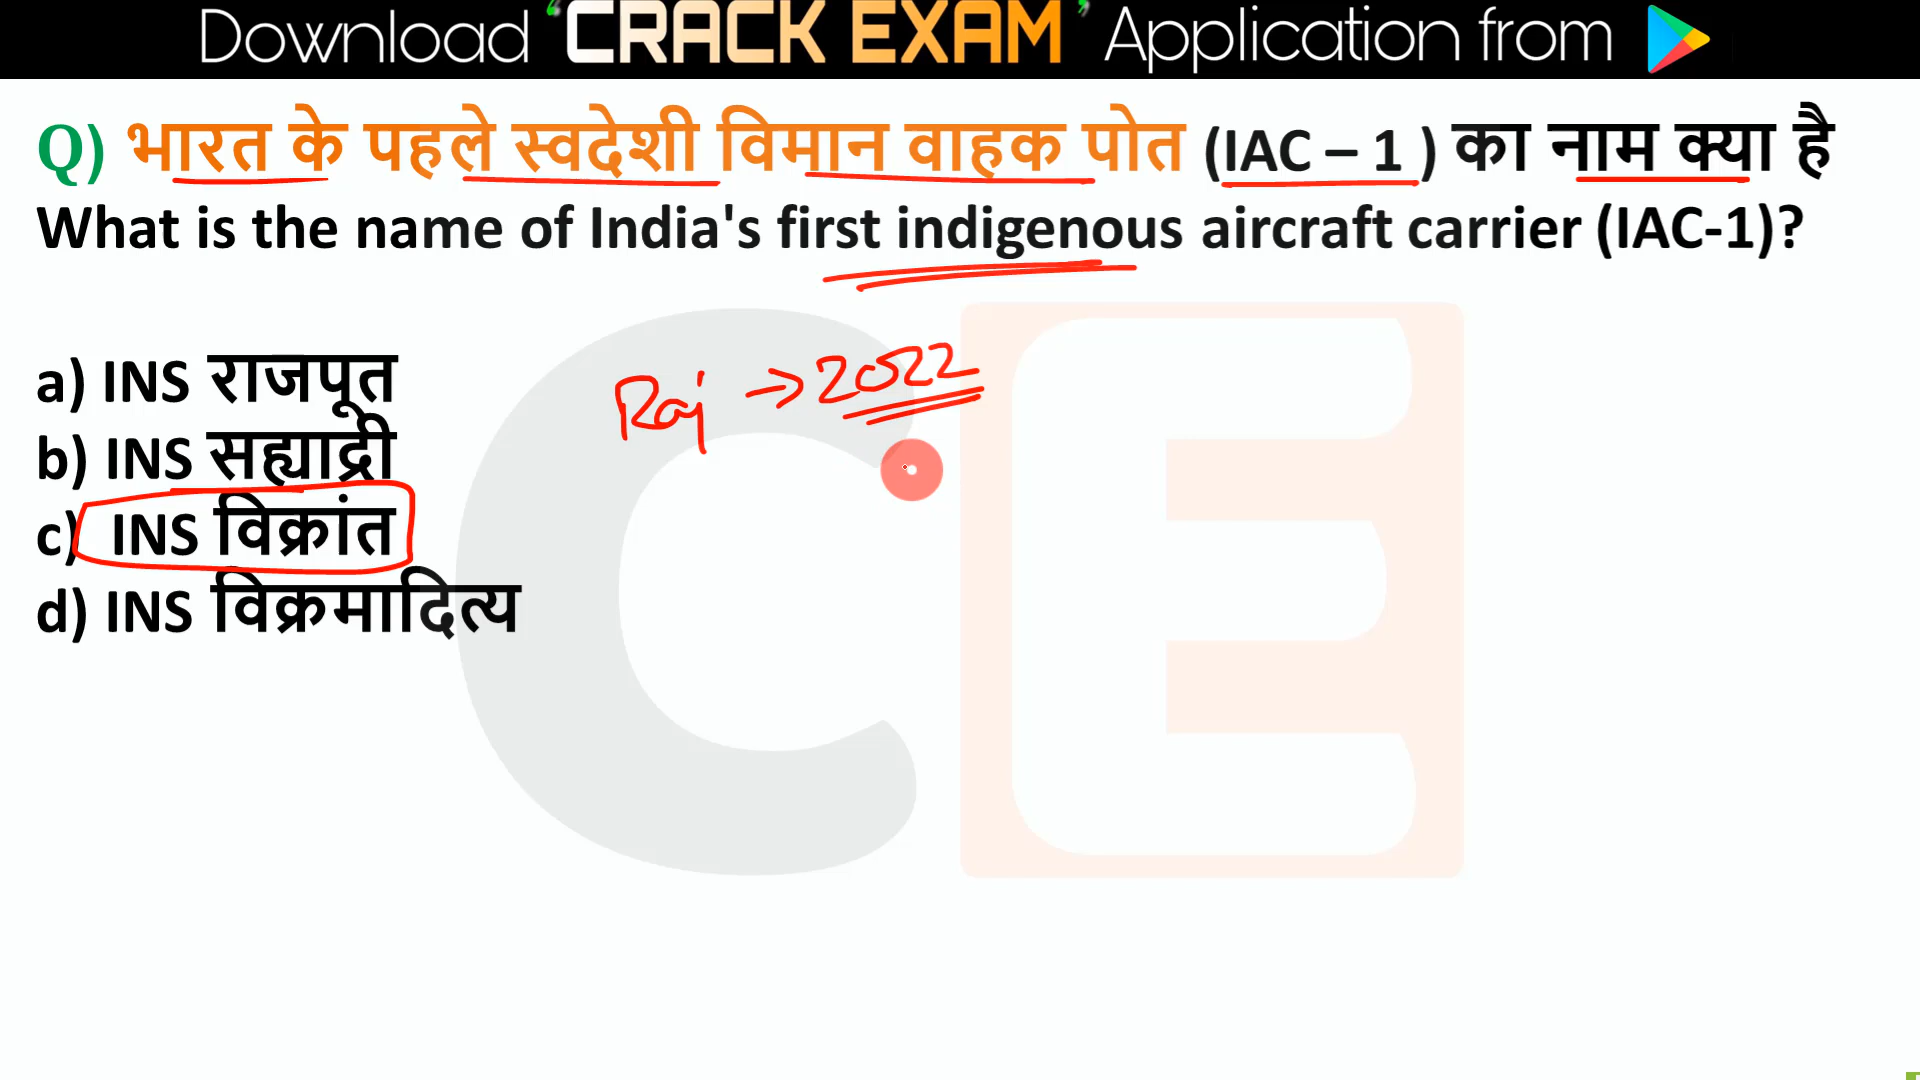 Download ‘CRACK EXAM’ Application from
Q) भारत के पहले स्वदेशी विमान वाहक पोत (IAC – 1 ) का नाम क्या है
What is the name of India's first indigenous aircraft carrier (IAC-1)?
a) INS राजपूत
Raj → 2022
b) INS सह्याद्री
c) INS विक्रांत
d) INS विक्रमादित्य
CE